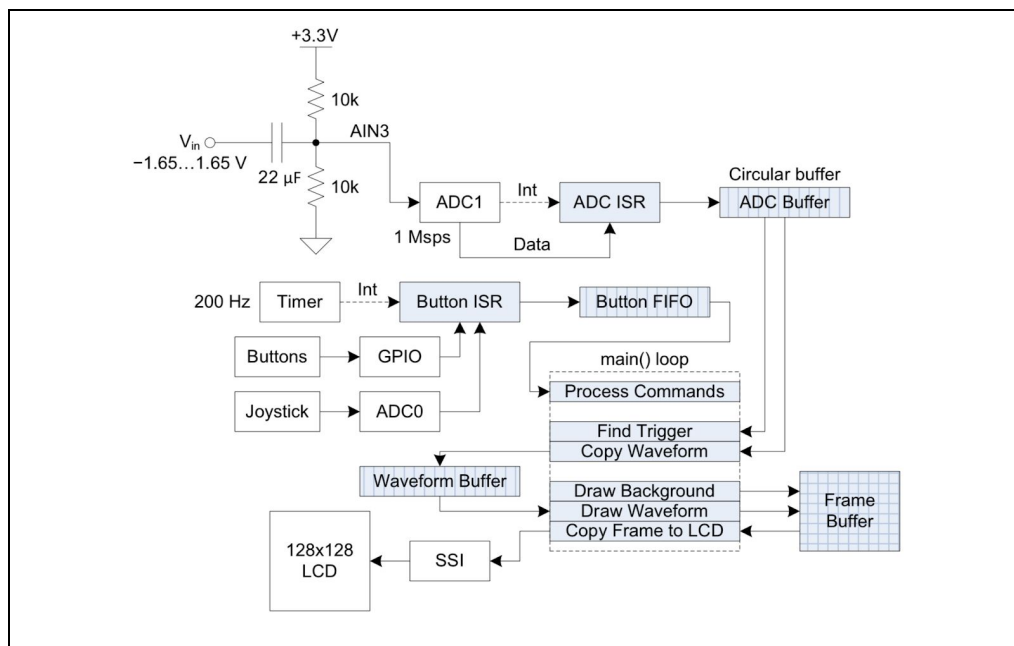 +3.3V
10k
AIN3
Vin
−1.65…1.65 V
22 µF
10k
ADC1
Int
ADC ISR
Circular buffer
ADC Buffer
1 Msps
Data
200 Hz
Timer
Int
Button ISR
Button FIFO
Buttons
GPIO
main() loop
Process Commands
Joystick
ADC0
Find Trigger
Copy Waveform
Waveform Buffer
Draw Background
Draw Waveform
Copy Frame to LCD
Frame
Buffer
128x128
LCD
SSI